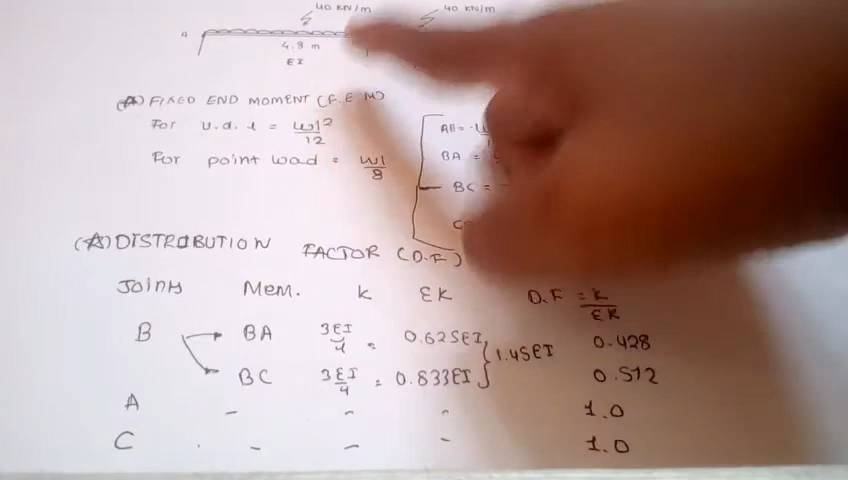 40 KN/m 40 KN/m
4.8 m
EI
(A) FIXED END MOMENT (F.E.M)
For u.d.l = wl²/12
For point load = wl/8
AB = -
BA =
BC = -
(A) DISTRIBUTION FACTOR (D.F)
Joints Mem. K ΣK D.F = K/ΣK
B BA 3EI/4 = 0.625EI 1.45EI 0.428
BC 3EI/4 = 0.833EI 0.572
A - - - 1.0
C - - - 1.0